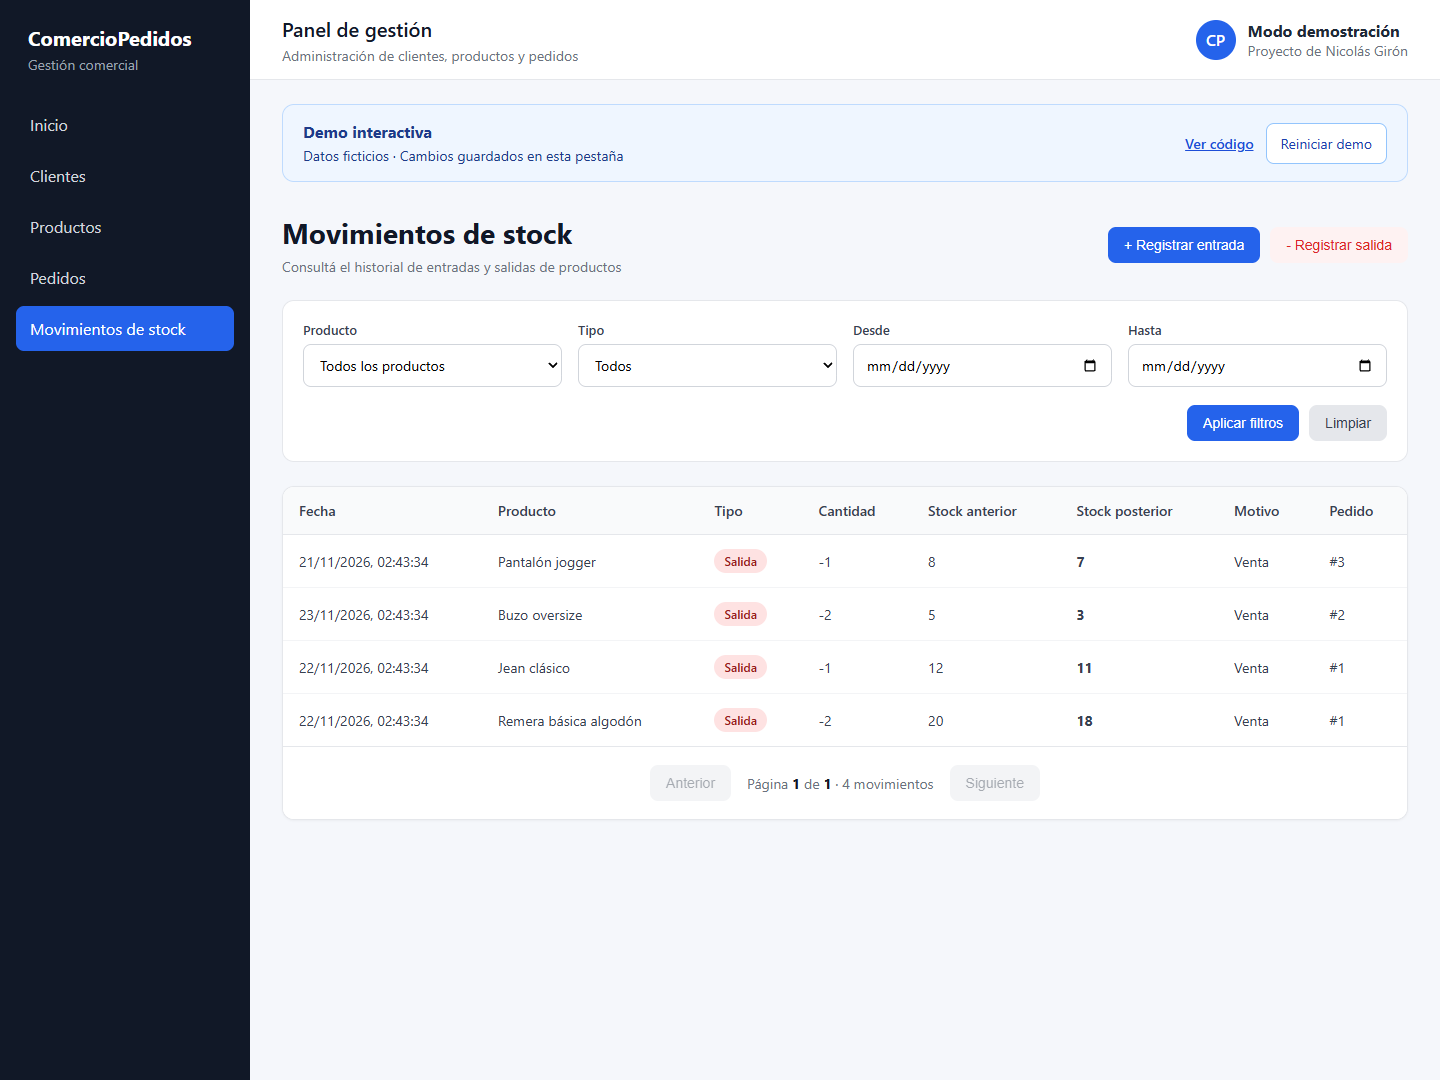 ComercioPedidos
Gestión comercial
Inicio
Clientes
Productos
Pedidos
Movimientos de stock
Panel de gestión
Administración de clientes, productos y pedidos
CP
Modo demostración
Proyecto de Nicolás Girón
Demo interactiva
Datos ficticios · Cambios guardados en esta pestaña
Ver código
Reiniciar demo
Movimientos de stock
Consultá el historial de entradas y salidas de productos
+ Registrar entrada
- Registrar salida
Producto Tipo Desde Hasta
Todos los productos Todos mm/dd/yyyy mm/dd/yyyy
Aplicar filtros Limpiar
Fecha Producto Tipo Cantidad Stock anterior Stock posterior Motivo Pedido
21/11/2026, 02:43:34 Pantalón jogger Salida -1 8 7 Venta #3
23/11/2026, 02:43:34 Buzo oversize Salida -2 5 3 Venta #2
22/11/2026, 02:43:34 Jean clásico Salida -1 12 11 Venta #1
22/11/2026, 02:43:34 Remera básica algodón Salida -2 20 18 Venta #1
Anterior Página 1 de 1 · 4 movimientos Siguiente